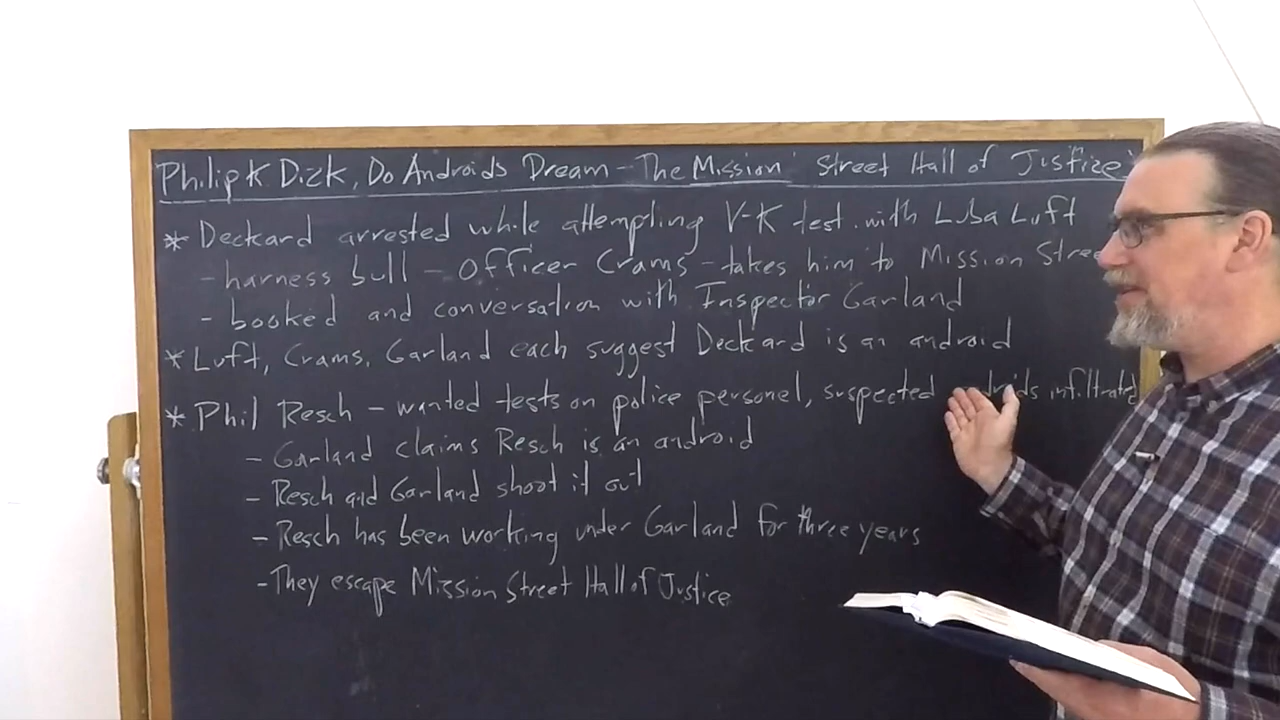 Philip K Dick, Do Androids Dream - The Mission Street Hall of Justice
* Deckard arrested while attempting V-K test with Luba Luft
- harness bull - Officer Crams - takes him to Mission Stree
- booked and conversation with Inspector Garland
* Luft, Crams, Garland each suggest Deckard is an android
* Phil Resch - wanted tests on police personel, suspected androids infiltrated
- Garland claims Resch is an android
- Resch and Garland shoot it out
- Resch has been working under Garland for three years
- They escape Mission Street Hall of Justice